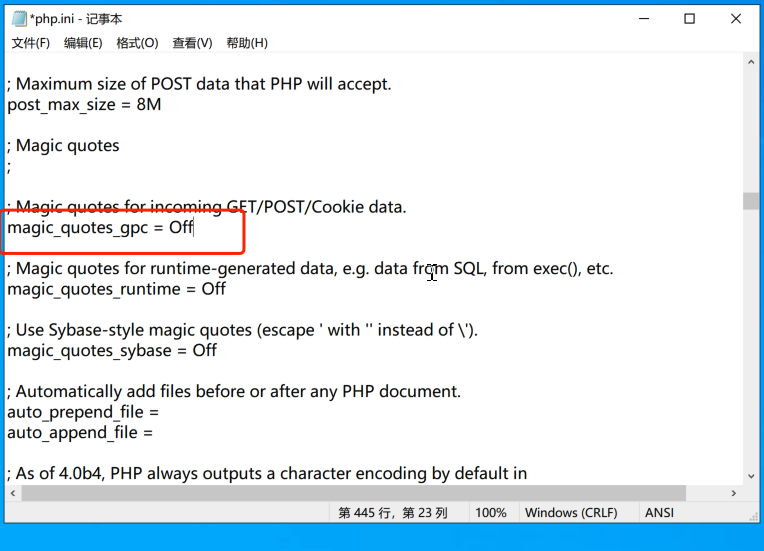 *php.ini - 记事本
文件(F) 编辑(E) 格式(O) 查看(V) 帮助(H)
; Maximum size of POST data that PHP will accept.
post_max_size = 8M
; Magic quotes
;
; Magic quotes for incoming GET/POST/Cookie data.
magic_quotes_gpc = Off
; Magic quotes for runtime-generated data, e.g. data from SQL, from exec(), etc.
magic_quotes_runtime = Off
; Use Sybase-style magic quotes (escape ' with '' instead of \').
magic_quotes_sybase = Off
; Automatically add files before or after any PHP document.
auto_prepend_file =
auto_append_file =
; As of 4.0b4, PHP always outputs a character encoding by default in
第 445 行，第 23 列 100% Windows (CRLF) ANSI